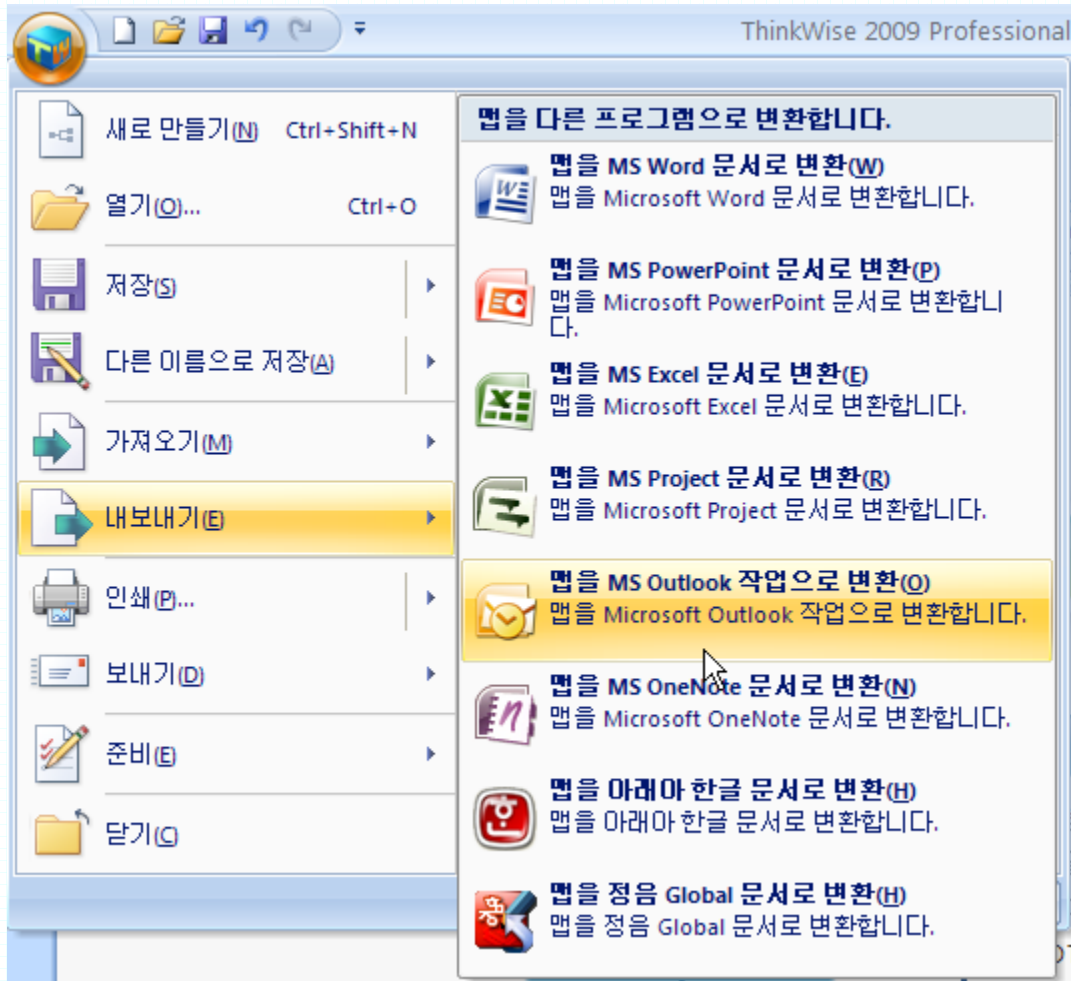 ThinkWise 2009 Professional
새로 만들기(N) Ctrl+Shift+N
열기(O)... Ctrl+O
저장(S)
다른 이름으로 저장(A)
가져오기(M)
내보내기(E)
인쇄(P)...
보내기(D)
준비(E)
닫기(C)
맵을 다른 프로그램으로 변환합니다.
맵을 MS Word 문서로 변환(W)
맵을 Microsoft Word 문서로 변환합니다.
맵을 MS PowerPoint 문서로 변환(P)
맵을 Microsoft PowerPoint 문서로 변환합니
다.
맵을 MS Excel 문서로 변환(E)
맵을 Microsoft Excel 문서로 변환합니다.
맵을 MS Project 문서로 변환(R)
맵을 Microsoft Project 문서로 변환합니다.
맵을 MS Outlook 작업으로 변환(O)
맵을 Microsoft Outlook 작업으로 변환합니다.
맵을 MS OneNote 문서로 변환(N)
맵을 Microsoft OneNote 문서로 변환합니다.
맵을 아래아 한글 문서로 변환(H)
맵을 아래아 한글 문서로 변환합니다.
맵을 정음 Global 문서로 변환(H)
맵을 정음 Global 문서로 변환합니다.